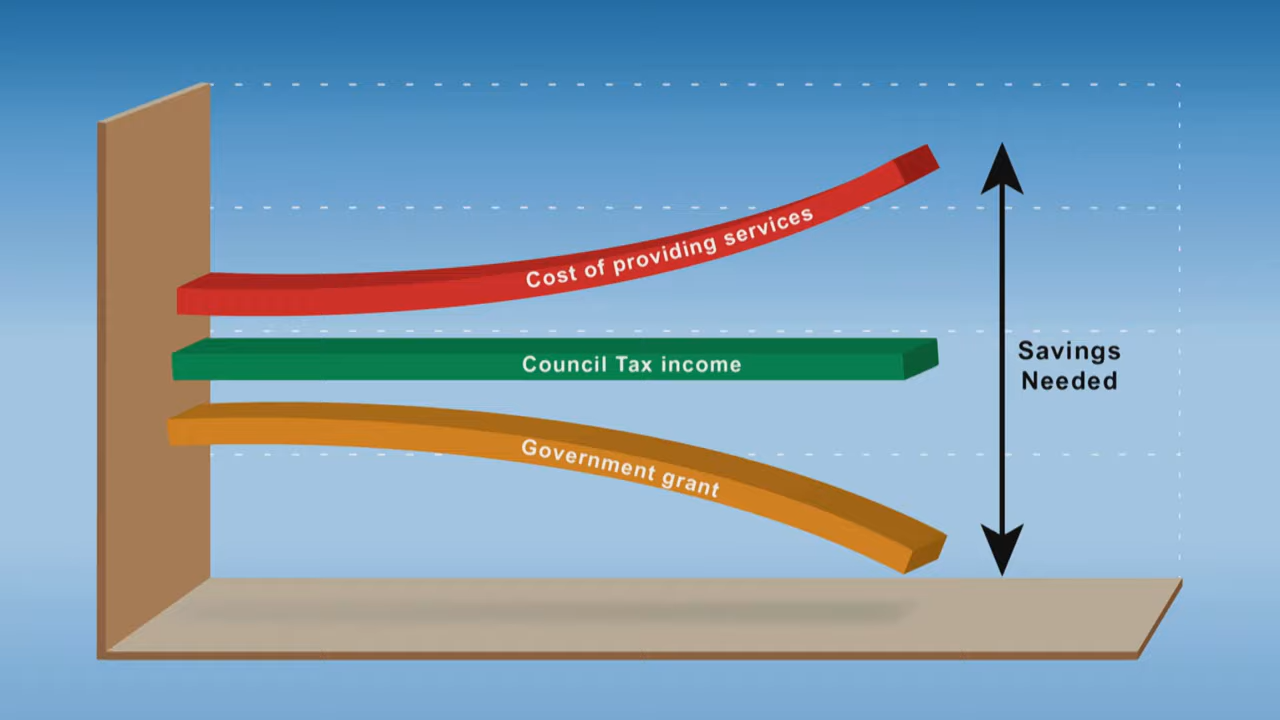 Cost of providing services
Council Tax income
Savings
Needed
Government grant